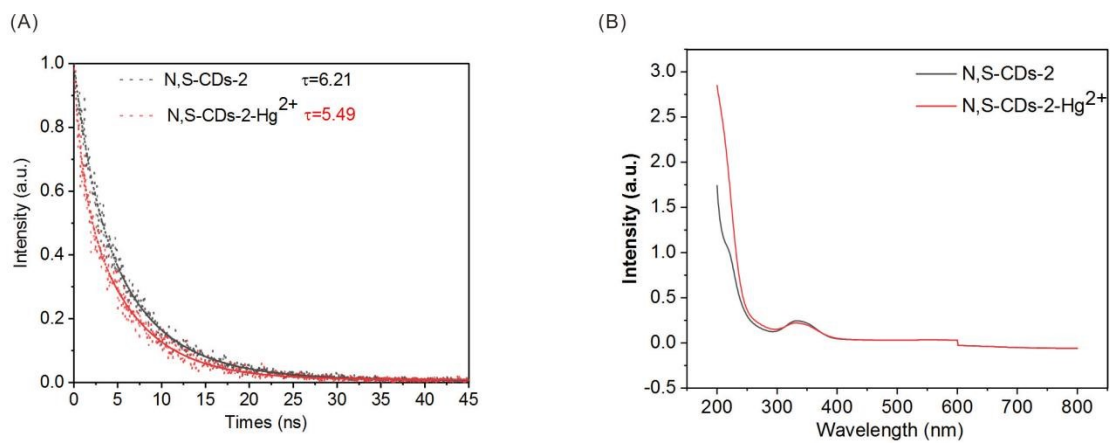 (A)
1.0
0.8
0.6
0.4
0.2
0.0
0 5 10 15 20 25 30 35 40 45
Intensity (a.u.)
Times (ns)
N,S-CDs-2 τ=6.21
N,S-CDs-2-Hg2+ τ=5.49
(B)
3.0
2.5
2.0
1.5
1.0
0.5
0.0
-0.5
200 300 400 500 600 700 800
Intensity (a.u.)
Wavelength (nm)
N,S-CDs-2
N,S-CDs-2-Hg2+